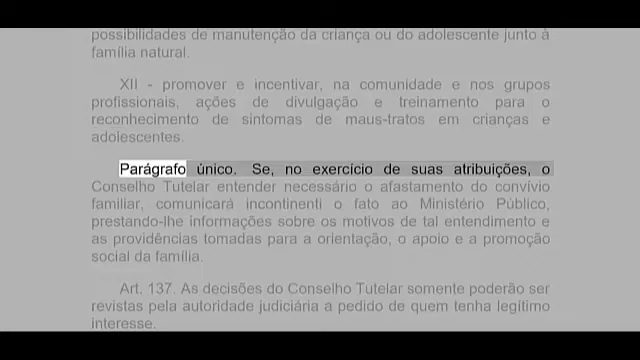 possibilidades de manutenção da criança ou do adolescente junto à
família natural.
XII - promover e incentivar, na comunidade e nos grupos
profissionais, ações de divulgação e treinamento para o
reconhecimento de sintomas de maus-tratos em crianças e
adolescentes.
Parágrafo único. Se, no exercício de suas atribuições, o
Conselho Tutelar entender necessário o afastamento do convívio
familiar, comunicará incontinenti o fato ao Ministério Público,
prestando-lhe informações sobre os motivos de tal entendimento e
as providências tomadas para a orientação, o apoio e a promoção
social da família.
Art. 137. As decisões do Conselho Tutelar somente poderão ser
revistas pela autoridade judiciária a pedido de quem tenha legítimo
interesse.